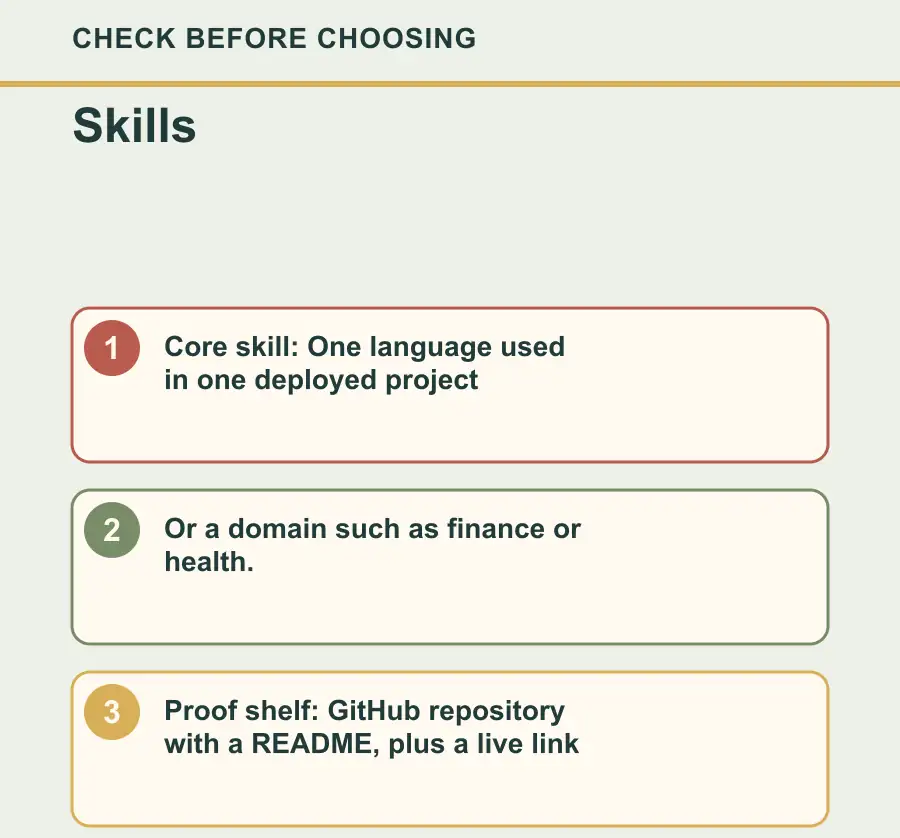 CHECK BEFORE CHOOSING
Skills
1
Core skill: One language used
in one deployed project
2
Or a domain such as finance or
health.
3
Proof shelf: GitHub repository
with a README, plus a live link